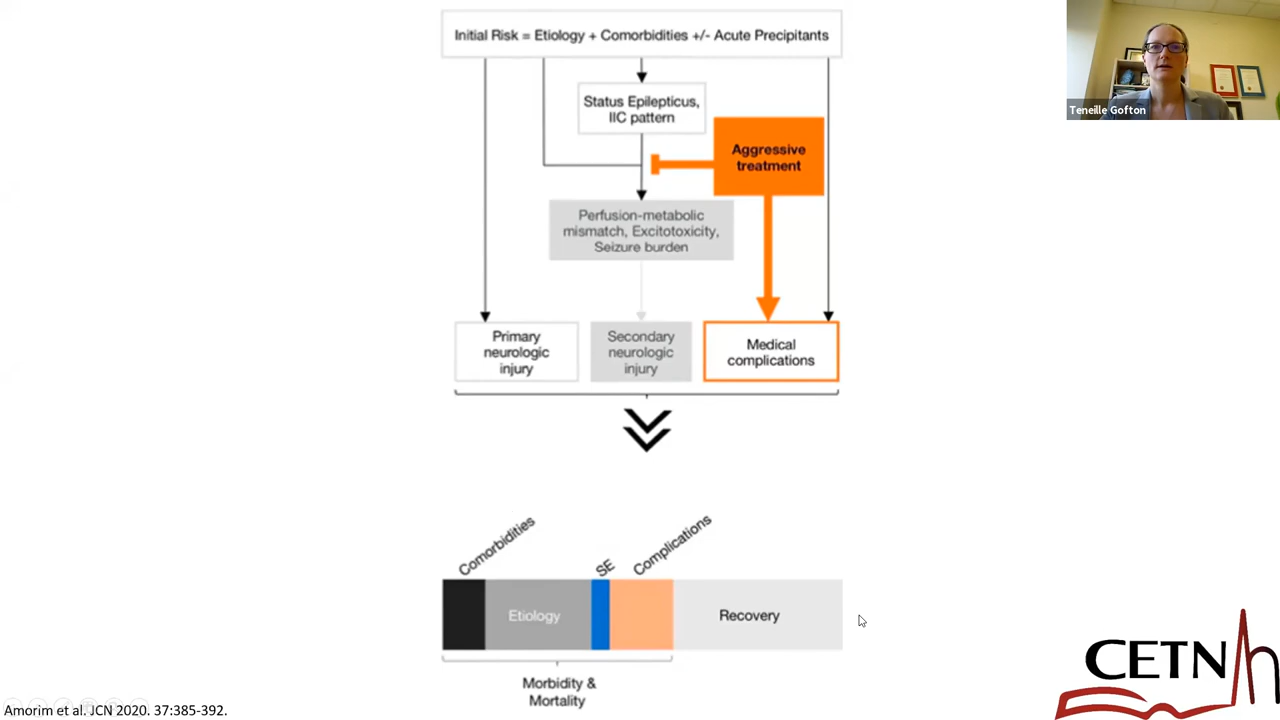 Initial Risk = Etiology + Comorbidities +/- Acute Precipitants
Status Epilepticus,
IIC pattern
Aggressive
treatment
Perfusion-metabolic
mismatch, Excitotoxicity,
Seizure burden
Primary
neurologic
injury
Secondary
neurologic
injury
Medical
complications
Comorbidities
SE
Complications
Etiology
Recovery
Morbidity &
Mortality
Amorim et al. JCN 2020. 37:385-392.
Teneille Gofton
CETN